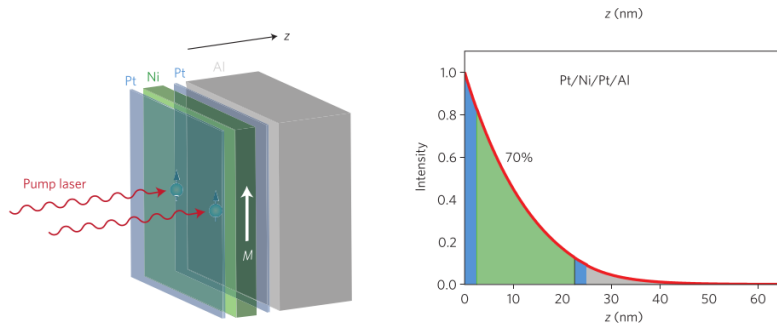 z
Pt
Ni
Pt
Al
Pump laser
M
z (nm)
Pt/Ni/Pt/Al
70%
Intensity
1.0
0.8
0.6
0.4
0.2
0.0
0 10 20 30 40 50 60
z (nm)